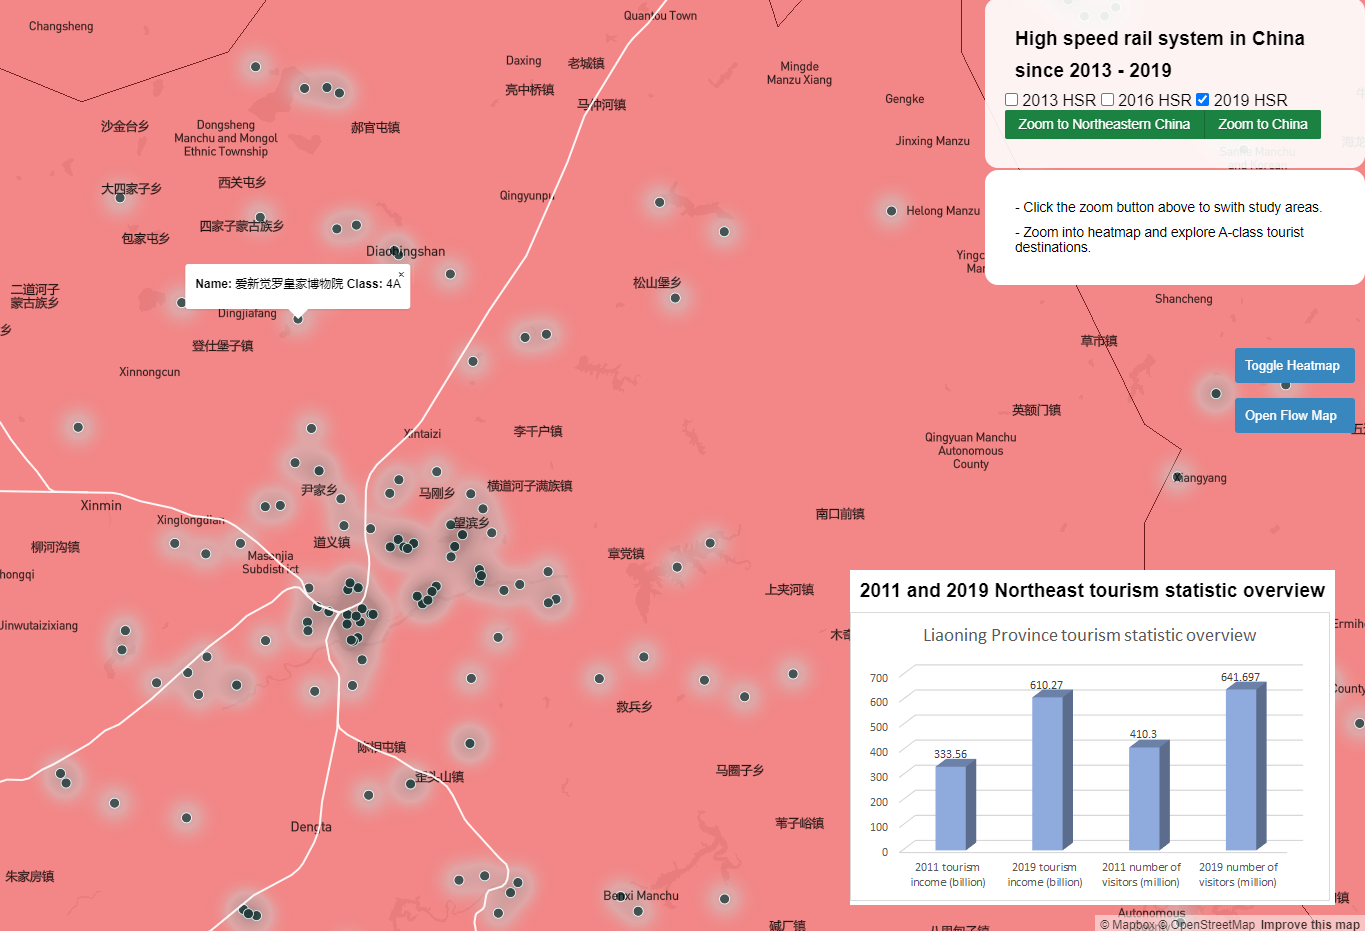 Changsheng
Quantou Town
Daxing
老城镇
亮中桥镇
马仲河镇
Mingde
Manzu Xiang
Gengke
Jinxing Manzu
沙金台乡
Dongsheng
Manchu and Mongol
Ethnic Township
郝官屯镇
High speed rail system in China
since 2013 - 2019
2013 HSR 2016 HSR 2019 HSR
Zoom to Northeastern China
Zoom to China
- Click the zoom button above to swith study areas.
- Zoom into heatmap and explore A-class tourist
destinations.
大四家子乡
西关屯乡
Qingyunpu
四家子蒙古族乡
包家屯乡
Diaobingshan
Helong Manzu
二道河子
蒙古族乡
乡
Name: 爱新觉罗皇家博物院 Class: 4A
×
Dingjiafang
登仕堡子镇
Xinnongcun
松山堡乡
Shancheng
草市镇
Toggle Heatmap
Open Flow Map
英额门镇
Xintaizi
李千户镇
Qingyuan Manchu
Autonomous
County
Xiangyang
尹家乡
马刚乡
横道河子满族镇
Xinmin
Xinglongdian
望滨乡
南口前镇
柳河沟镇
道义镇
Masanjia
Subdistrict
章党镇
上夹河镇
hongqi
Jinwutaizixiang
木奇
救兵乡
陈相屯镇
歪头山镇
马圈子乡
Dengta
苇子峪镇
朱家房镇
Benxi Manchu
碱厂镇
2011 and 2019 Northeast tourism statistic overview
Liaoning Province tourism statistic overview
700
600
500
400
300
200
100
0
333.56
610.27
410.3
641.697
2011 tourism
income (billion)
2019 tourism
income (billion)
2011 number of
visitors (million)
2019 number of
visitors (million)
County
Autonomous
© Mapbox © OpenStreetMap Improve this map